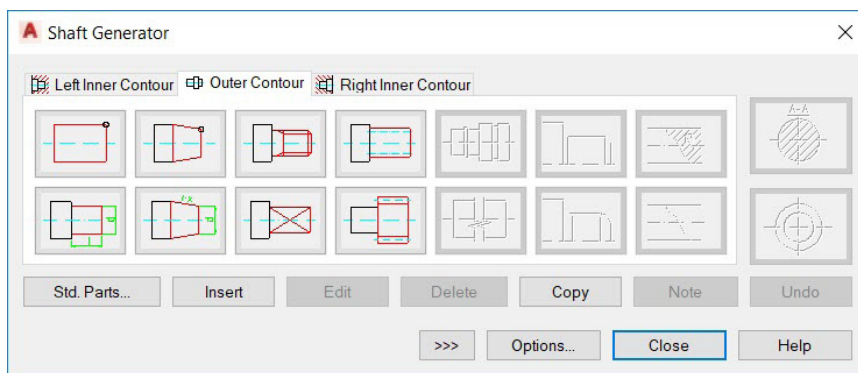 Shaft Generator
Left Inner Contour Outer Contour Right Inner Contour
A-A
d
l
1:x
d
Std. Parts... Insert Edit Delete Copy Note Undo
>>> Options... Close Help